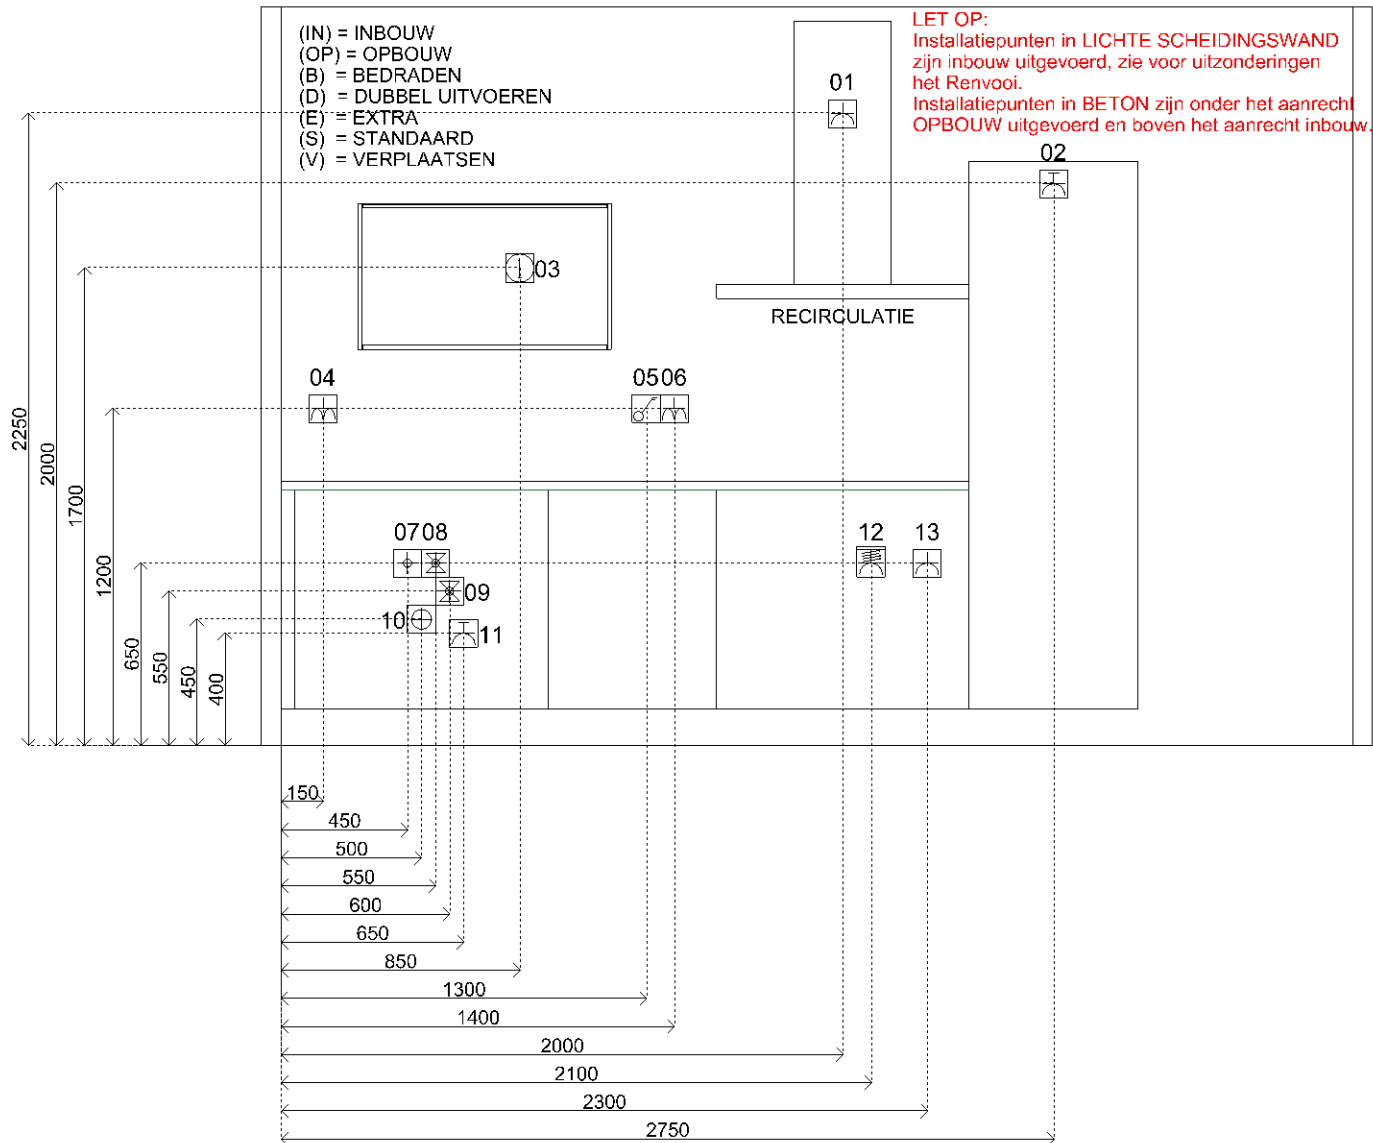 (IN) = INBOUW
(OP) = OPBOUW
(B) = BEDRADEN
(D) = DUBBEL UITVOEREN
(E) = EXTRA
(S) = STANDAARD
(V) = VERPLAATSEN
LET OP:
Installatiepunten in LICHTE SCHEIDINGSWAND
zijn inbouw uitgevoerd, zie voor uitzonderingen
het Renvooi.
Installatiepunten in BETON zijn onder het aanrecht
OPBOUW uitgevoerd en boven het aanrecht inbouw.
01
02
03
RECIRCULATIE
04
05 06
07 08
09
10
11
12
13
2250
2000
1700
1200
650
550
450
400
150
450
500
550
600
650
850
1300
1400
2000
2100
2300
2750